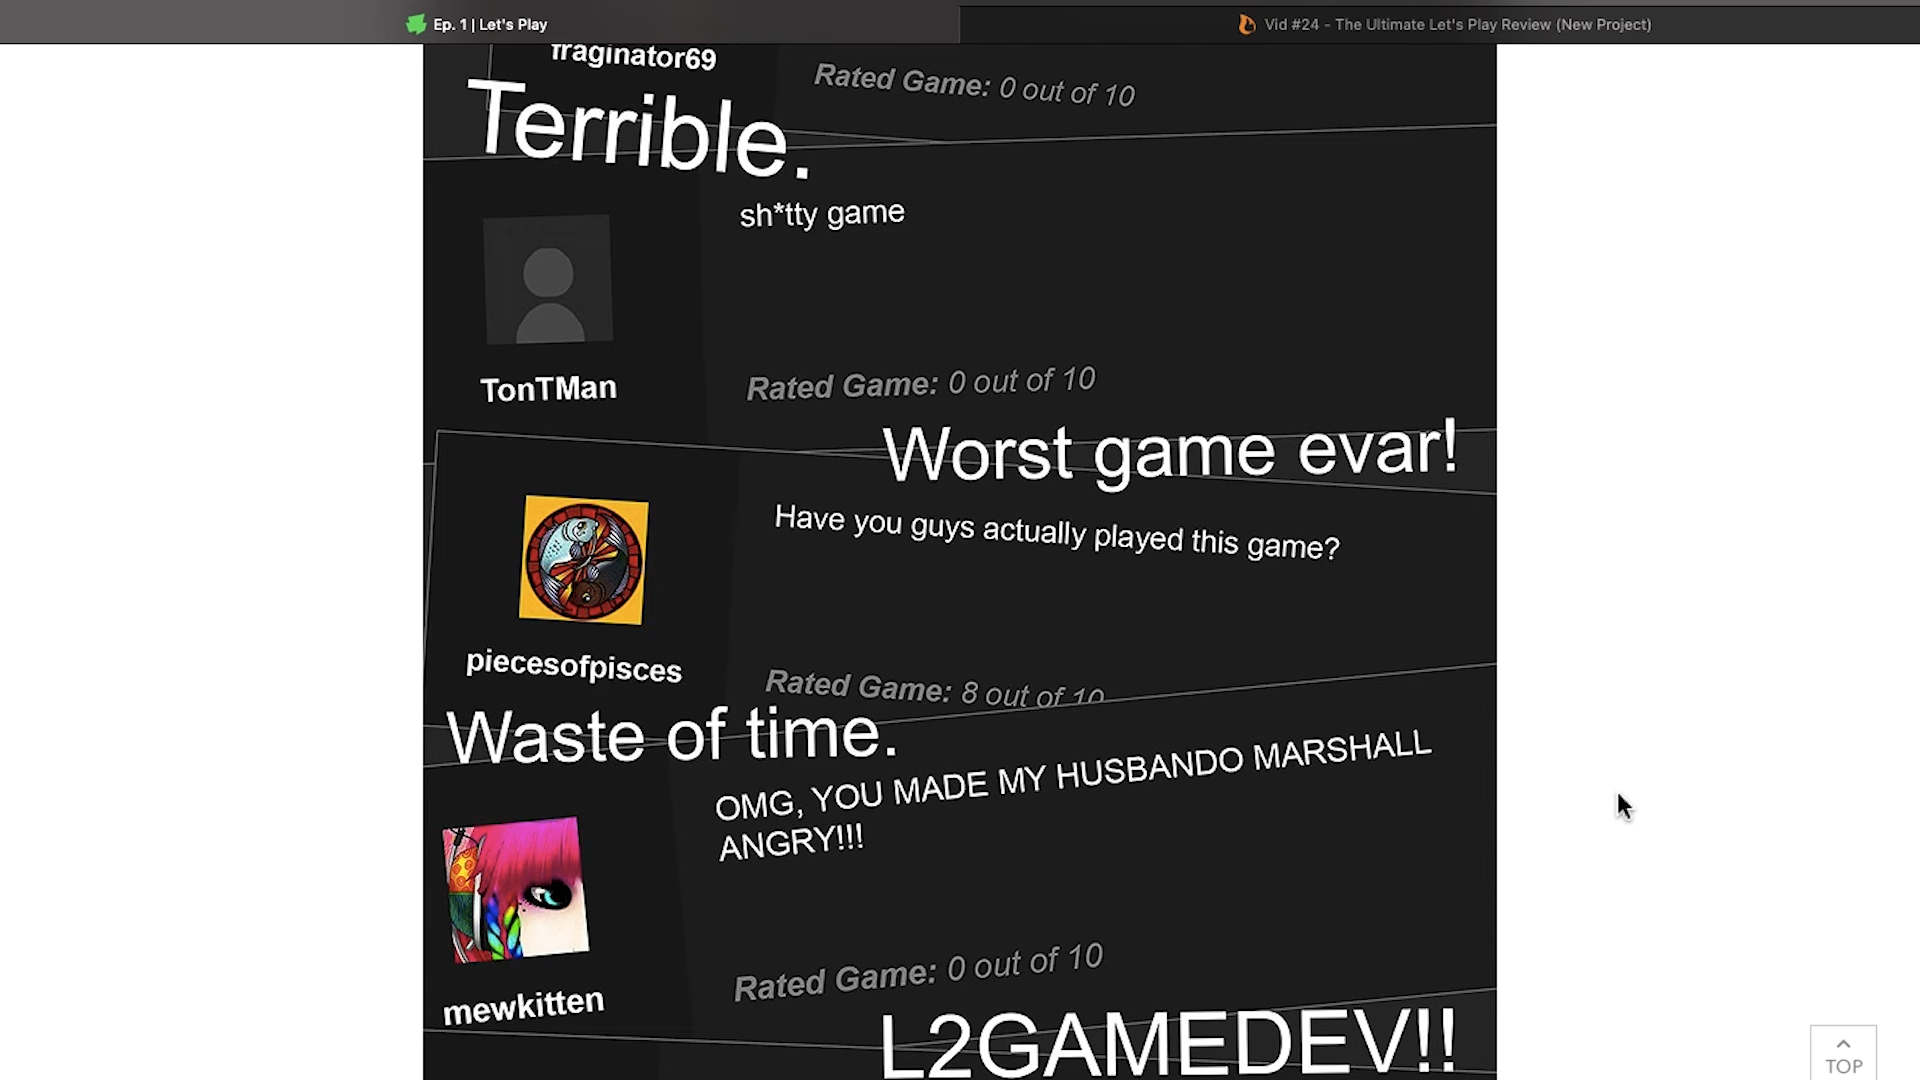 Ep. 1 | Let's Play
Vid #24 - The Ultimate Let's Play Review (New Project)
fraginator69
Rated Game: 0 out of 10
Terrible.
sh*tty game
TonTMan
Rated Game: 0 out of 10
Worst game evar!
Have you guys actually played this game?
piecesofpisces
Rated Game: 8 out of 10
Waste of time.
OMG, YOU MADE MY HUSBANDO MARSHALL
ANGRY!!!
mewkitten
Rated Game: 0 out of 10
L2GAMEDEV!!
TOP